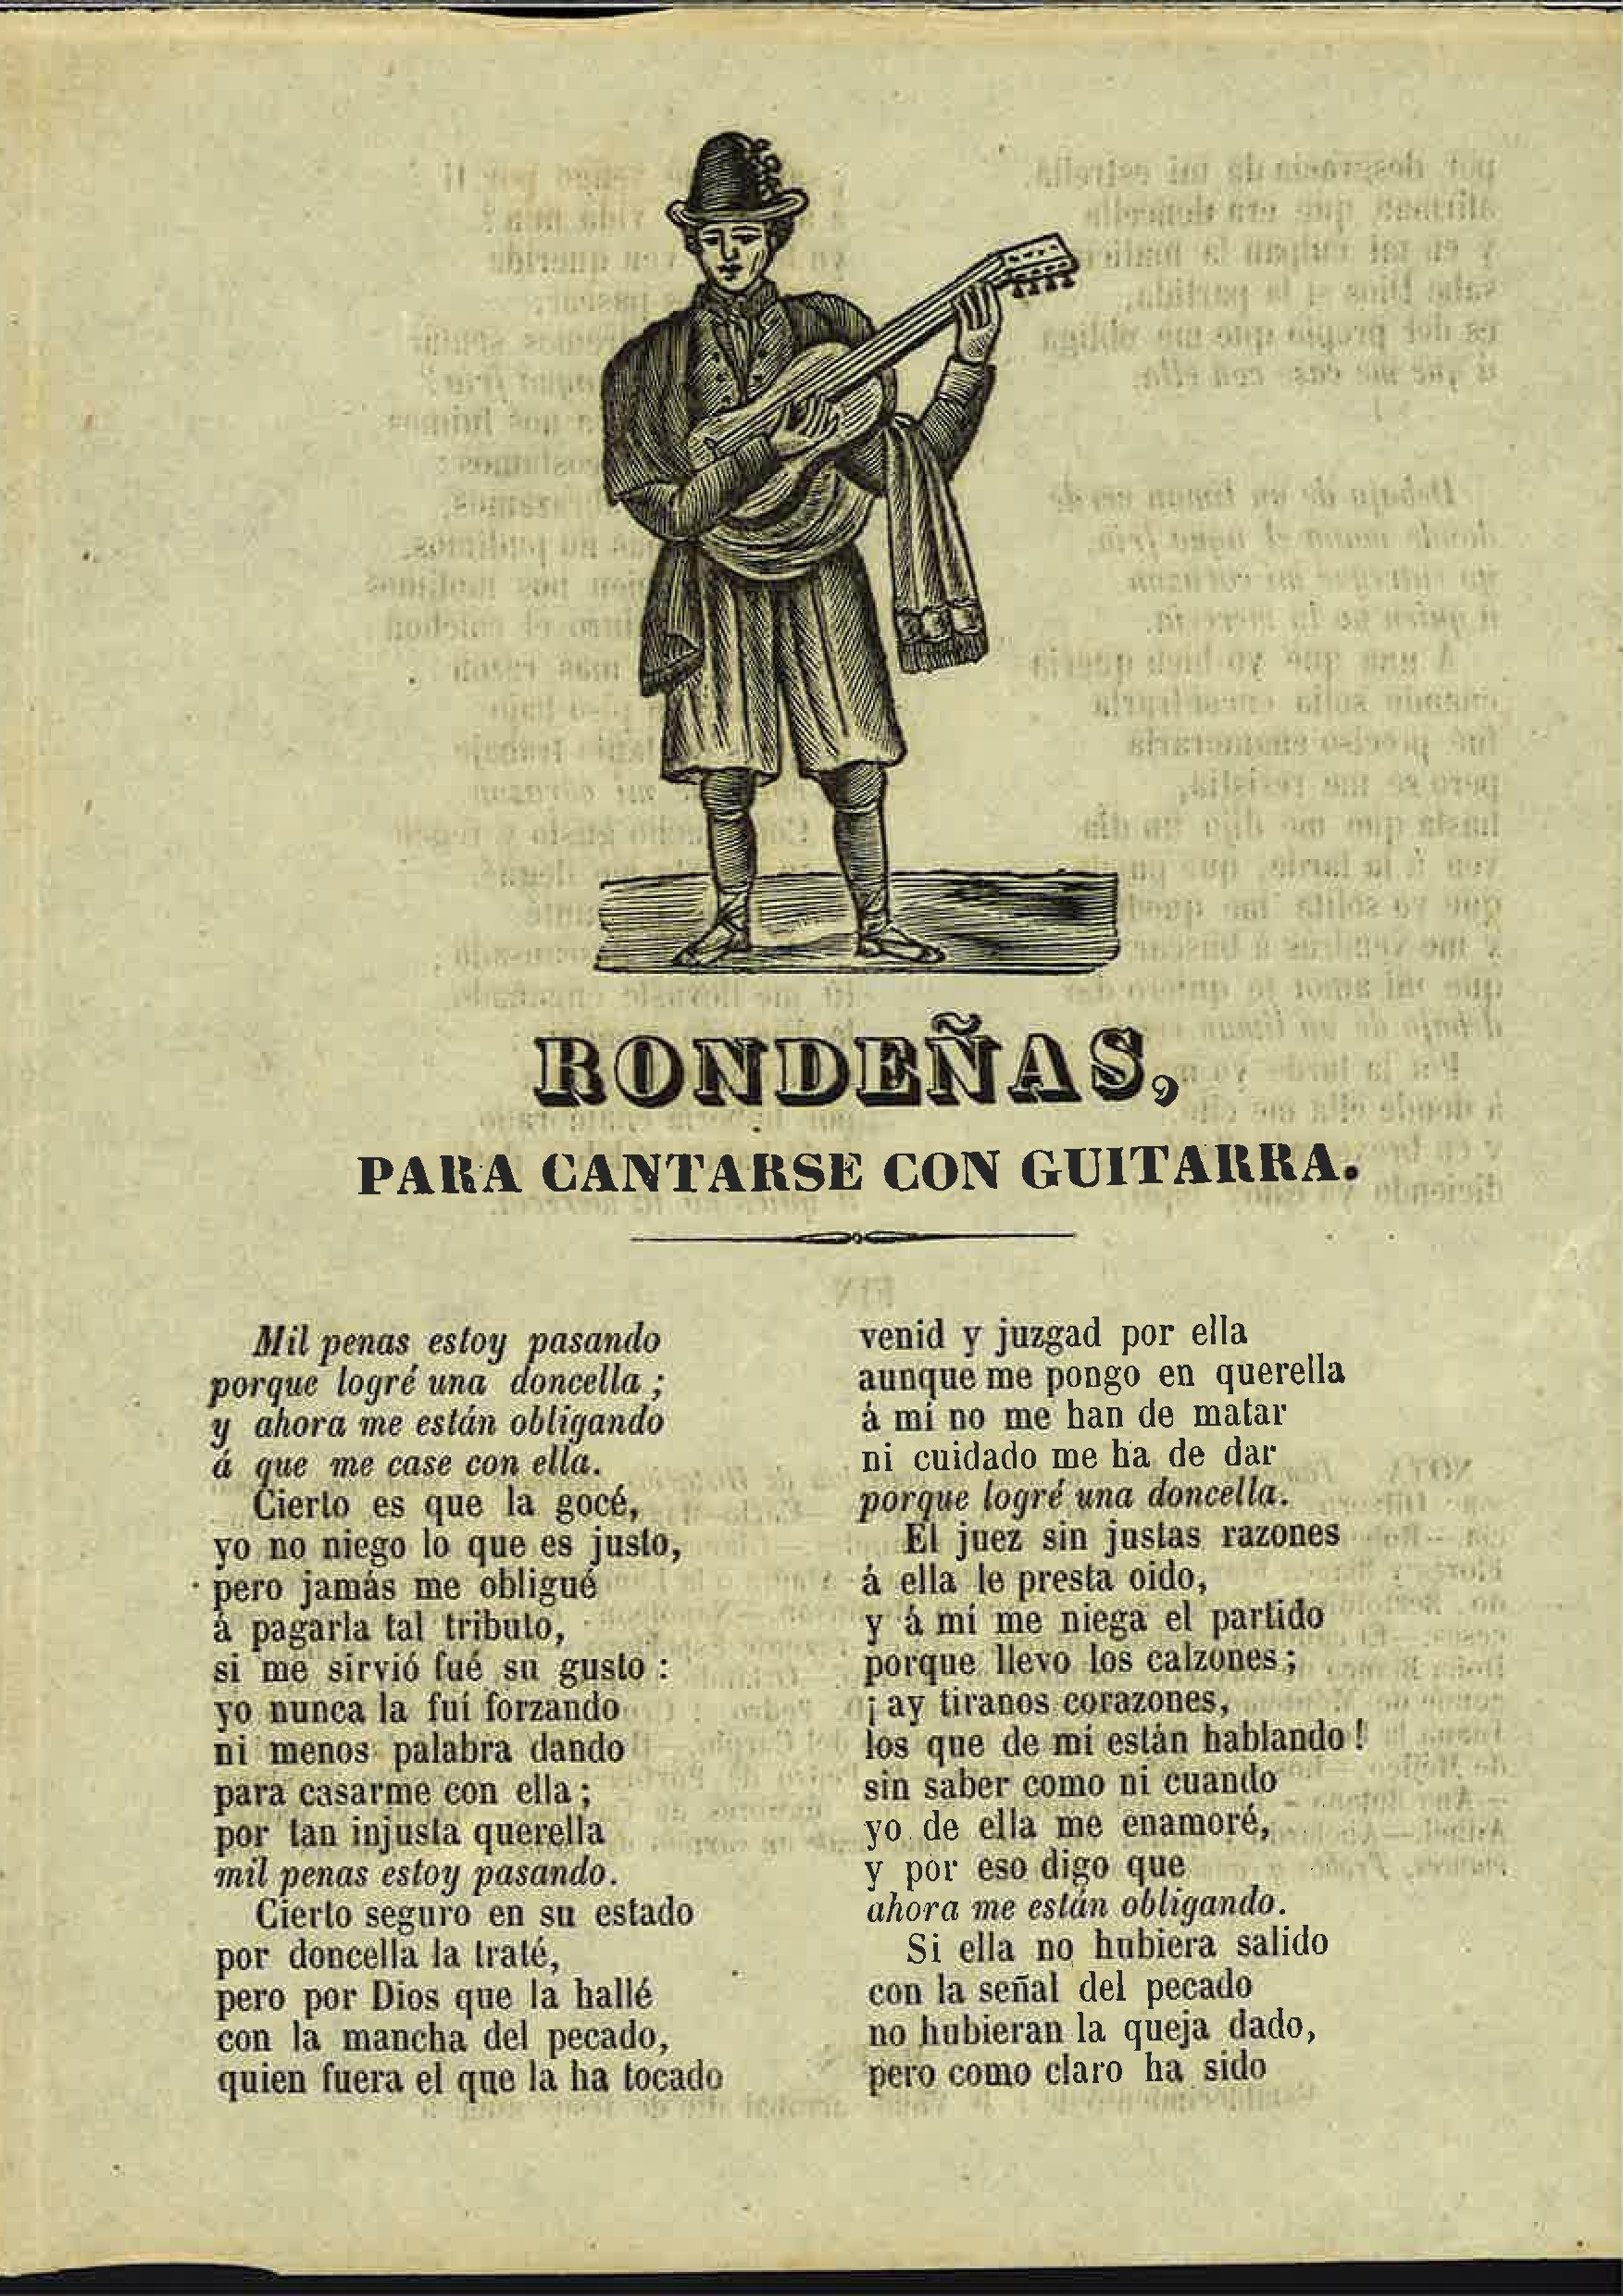 RONDEÑAS,
PARA CANTARSE CON GUITARRA.
Mil penas estoy pasando
porque logré una doncella ;
y ahora me están obligando
á que me case con ella.
Cierto es que la gocé,
yo no niego lo que es justo,
pero jamás me obligué
á pagarla tal tributo,
si me sirvió fué su gusto :
yo nunca la fuí forzando
ni menos palabra dando
para casarme con ella ;
por tan injusta querella
mil penas estoy pasando.
Cierto seguro en su estado
por doncella la traté,
pero por Dios que la hallé
con la mancha del pecado,
quien fuera el que la ha tocado
venid y juzgad por ella
aunque me pongo en querella
á mí no me han de matar
ni cuidado me ha de dar
porque logré una doncella.
El juez sin justas razones
á ella le presta oido,
y á mí me niega el partido
porque llevo los calzones ;
¡ ay tiranos corazones,
los que de mí están hablando !
sin saber como ni cuando
yo de ella me enamoré,
y por eso digo que
ahora me están obligando.
Si ella no hubiera salido
con la señal del pecado
no hubieran la queja dado,
pero como claro ha sido